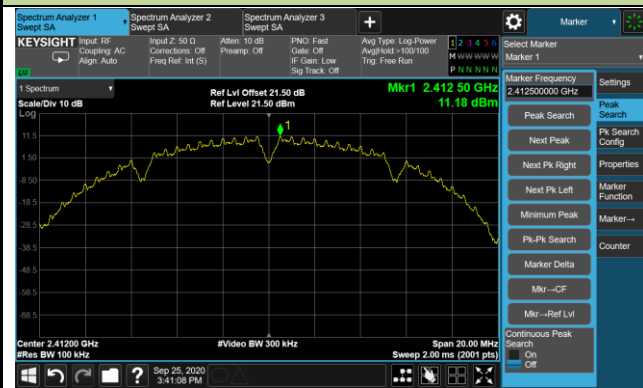 Spectrum Analyzer 1
Swept SA
Spectrum Analyzer 2
Swept SA
Spectrum Analyzer 3
Swept SA
+
Marker
KEYSIGHT
Input: RF
Coupling: AC
Align: Auto
Input Z: 50 Ω
Corrections: Off
Freq Ref: Int (S)
Atten: 10 dB
Preamp: Off
PNO: Fast
Gate: Off
IF Gain: Low
Sig Track: Off
Avg Type: Log-Power
Avg|Hold:>100/100
Trig: Free Run
1 2 3 4 5 6
M W W W W W
P N N N N N
LVI
Select Marker
Marker 1
1 Spectrum
Scale/Div 10 dB
Log
Ref Lvl Offset 21.50 dB
Ref Level 21.50 dBm
Mkr1 2.412 50 GHz
11.18 dBm
1
11.5
1.50
-8.50
-18.5
-28.5
-38.5
-48.5
-58.5
-68.5
Center 2.41200 GHz
#Res BW 100 kHz
#Video BW 300 kHz
Span 20.00 MHz
Sweep 2.00 ms (2001 pts)
Marker Frequency
2.412500000 GHz
Peak Search
Next Peak
Next Pk Right
Next Pk Left
Minimum Peak
Pk-Pk Search
Marker Delta
Mkr→CF
Mkr→Ref Lvl
Continuous Peak
Search
On
Off
Settings
Peak
Search
Pk Search
Config
Properties
Marker
Function
Marker→
Counter
?
Sep 25, 2020
3:41:08 PM